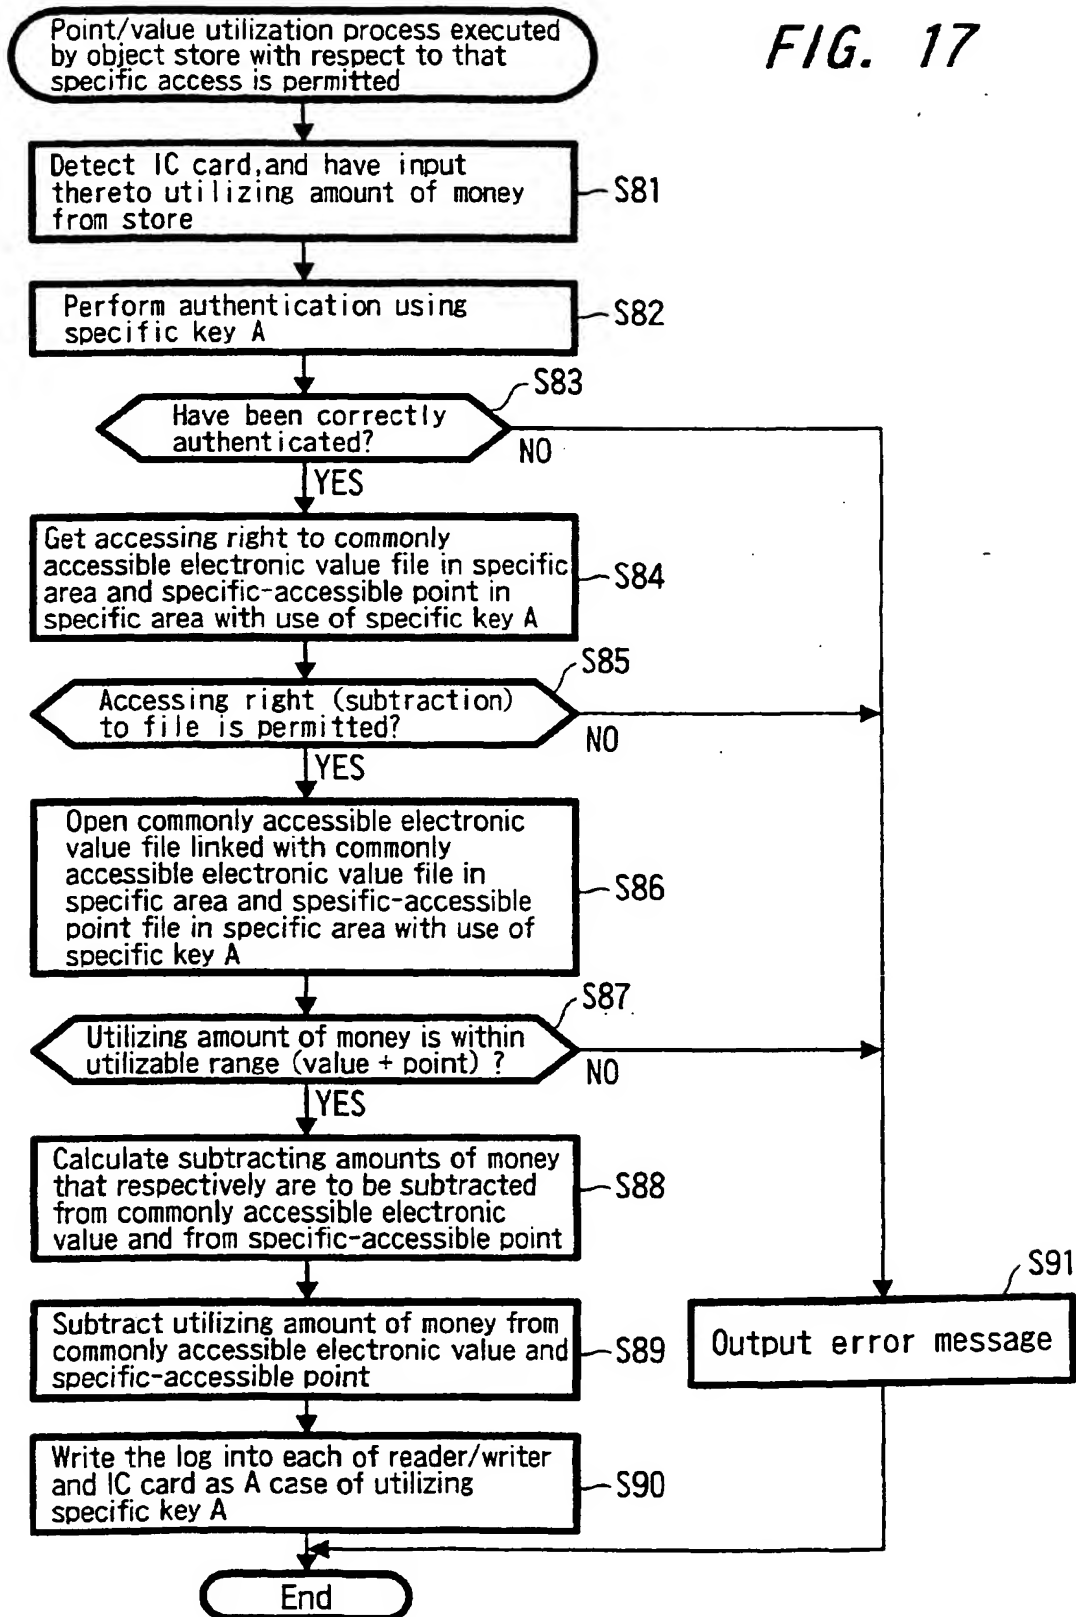 FIG. 17
Point/value utilization process executed
by object store with respect to that
specific access is permitted
Detect IC card,and have input
thereto utilizing amount of money
from store
S81
Perform authentication using
specific key A
S82
S83
Have been correctly
authenticated?
NO
YES
Get accessing right to commonly
accessible electronic value file in specific
area and specific-accessible point in
specific area with use of specific key A
S84
S85
Accessing right (subtraction)
to file is permitted?
NO
YES
Open commonly accessible electronic
value file linked with commonly
accessible electronic value file in
specific area and spesific-accessible
point file in specific area with use of
specific key A
S86
S87
Utilizing amount of money is within
utilizable range (value + point) ?
NO
YES
Calculate subtracting amounts of money
that respectively are to be subtracted
from commonly accessible electronic
value and from specific-accessible point
S88
S91
Subtract utilizing amount of money from
commonly accessible electronic value and
specific-accessible point
S89
Output error message
Write the log into each of reader/writer
and IC card as A case of utilizing
specific key A
S90
End